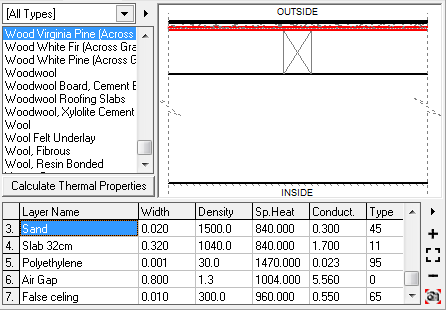 [All Types]
Wood Virginia Pine (Across
Wood White Fir (Across Gra
Wood White Pine (Across G
Woodwool
Woodwool Board, Cement B
Woodwool Roofing Slabs
Woodwool, Xylolite Cement
Wool
Wool Felt Underlay
Wool, Fibrous
Wool, Resin Bonded
Calculate Thermal Properties
OUTSIDE
INSIDE
Layer Name Width Density Sp.Heat Conduct. Type
3. Sand 0.020 1500.0 840.000 0.300 45
4. Slab 32cm 0.320 1040.0 840.000 1.700 11
5. Polyethylene 0.001 30.0 1470.000 0.023 95
6. Air Gap 0.800 1.3 1004.000 5.560 0
7. False celing 0.010 300.0 960.000 0.550 65